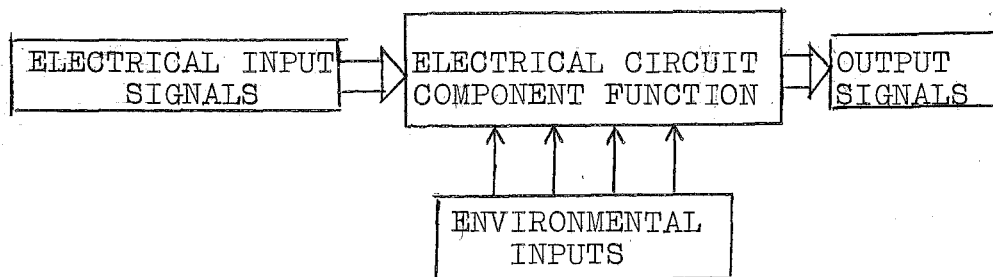 ELECTRICAL INPUT
SIGNALS
ELECTRICAL CIRCUIT
COMPONENT FUNCTION
OUTPUT
SIGNALS
ENVIRONMENTAL
INPUTS